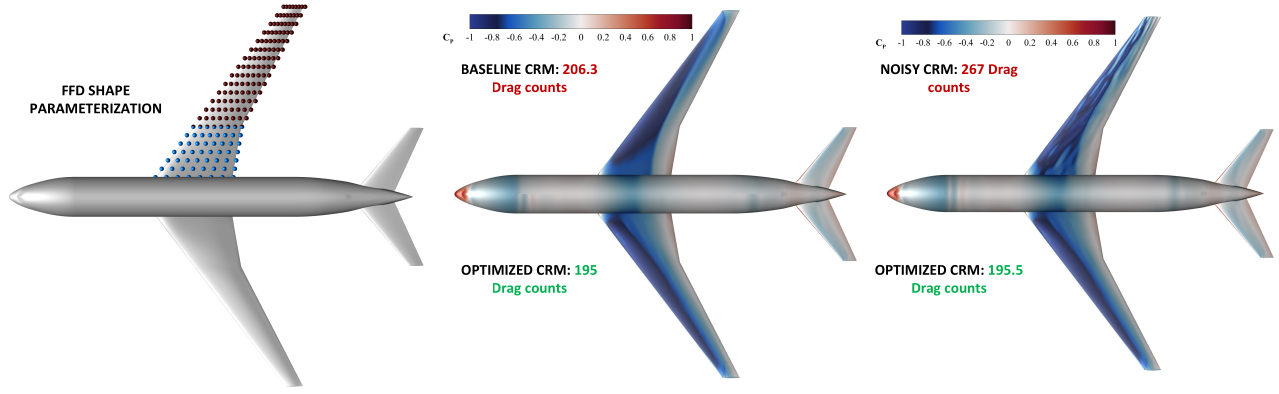 FFD SHAPE
PARAMETERIZATION
C_P -1 -0.8 -0.6 -0.4 -0.2 0 0.2 0.4 0.6 0.8 1
BASELINE CRM: 206.3
Drag counts
OPTIMIZED CRM: 195
Drag counts
C_P -1 -0.8 -0.6 -0.4 -0.2 0 0.2 0.4 0.6 0.8 1
NOISY CRM: 267 Drag
counts
OPTIMIZED CRM: 195.5
Drag counts